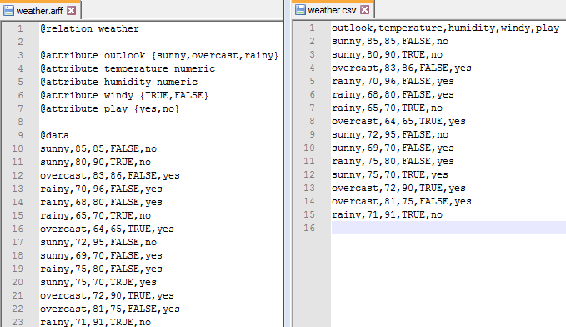 weather.arff
1 @relation weather
2
3 @attribute outlook {sunny,overcast,rainy}
4 @attribute temperature numeric
5 @attribute humidity numeric
6 @attribute windy {TRUE,FALSE}
7 @attribute play {yes,no}
8
9 @data
10 sunny,85,85,FALSE,no
11 sunny,80,90,TRUE,no
12 overcast,83,86,FALSE,yes
13 rainy,70,96,FALSE,yes
14 rainy,68,80,FALSE,yes
15 rainy,65,70,TRUE,no
16 overcast,64,65,TRUE,yes
17 sunny,72,95,FALSE,no
18 sunny,69,70,FALSE,yes
19 rainy,75,80,FALSE,yes
20 sunny,75,70,TRUE,yes
21 overcast,72,90,TRUE,yes
22 overcast,81,75,FALSE,yes
23 rainy,71,91,TRUE,no
weather.csv
1 outlook,temperature,humidity,windy,play
2 sunny,85,85,FALSE,no
3 sunny,80,90,TRUE,no
4 overcast,83,86,FALSE,yes
5 rainy,70,96,FALSE,yes
6 rainy,68,80,FALSE,yes
7 rainy,65,70,TRUE,no
8 overcast,64,65,TRUE,yes
9 sunny,72,95,FALSE,no
10 sunny,69,70,FALSE,yes
11 rainy,75,80,FALSE,yes
12 sunny,75,70,TRUE,yes
13 overcast,72,90,TRUE,yes
14 overcast,81,75,FALSE,yes
15 rainy,71,91,TRUE,no
16